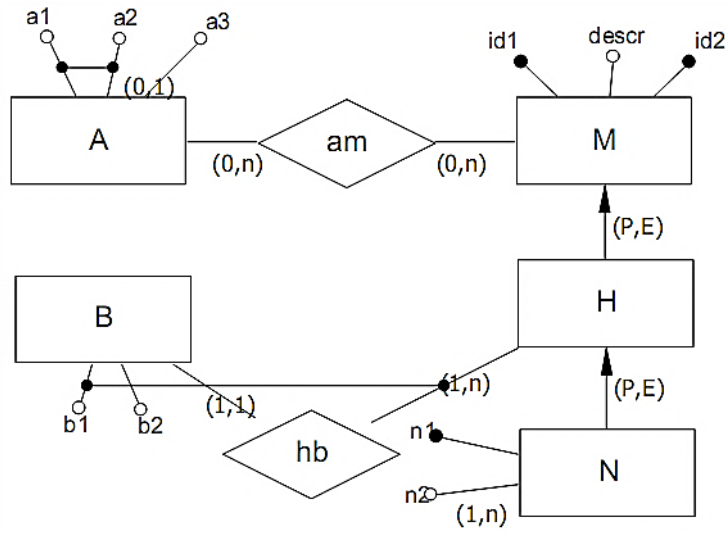 a1
a2
a3
(0,1)
id1
descr
id2
A
am
M
(0,n)
(0,n)
(P,E)
B
H
(1,1)
(1,n)
(P,E)
b1
b2
hb
n1
N
n2
(1,n)